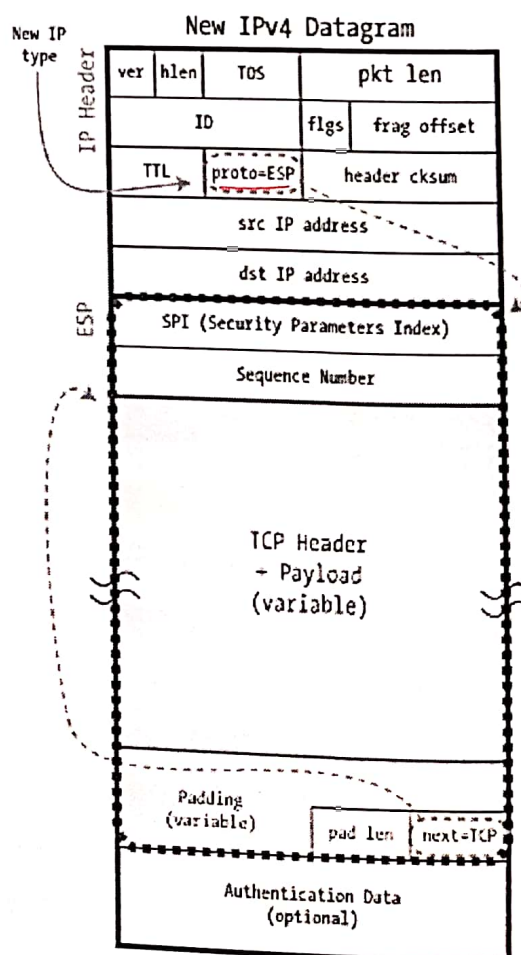 New IPv4 Datagram
New IP
type
IP Header
ver hlen TOS pkt len
ID flgs frag offset
TTL proto=ESP header cksum
src IP address
dst IP address
ESP
SPI (Security Parameters Index)
Sequence Number
TCP Header
+ Payload
(variable)
Padding
(variable)
pad len next=TCP
Authentication Data
(optional)